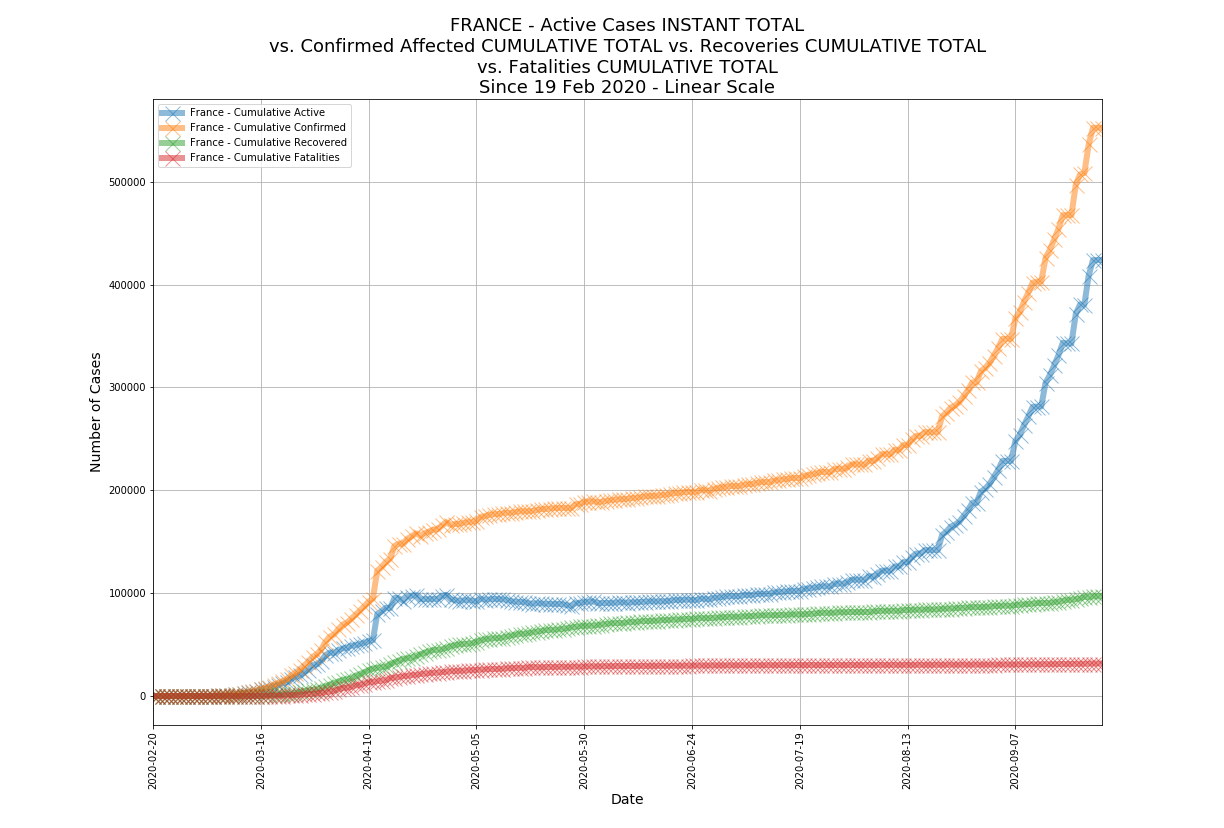 FRANCE - Active Cases INSTANT TOTAL
vs. Confirmed Affected CUMULATIVE TOTAL vs. Recoveries CUMULATIVE TOTAL
vs. Fatalities CUMULATIVE TOTAL
Since 19 Feb 2020 - Linear Scale
France - Cumulative Active
France - Cumulative Confirmed
France - Cumulative Recovered
France - Cumulative Fatalities
500000
400000
300000
200000
100000
0
Number of Cases
2020-02-20
2020-03-16
2020-04-10
2020-05-05
2020-05-30
2020-06-24
2020-07-19
2020-08-13
2020-09-07
Date